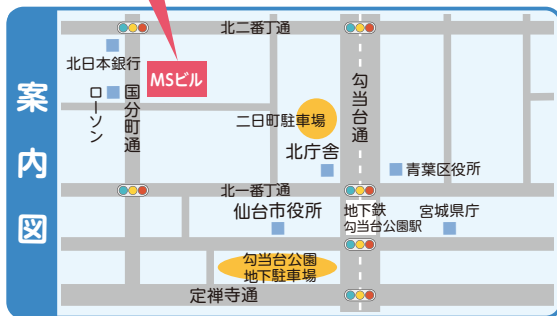 案内図
北二番丁通
北日本銀行
MSビル
ローソン
国分町通
勾当台通
二日町駐車場
北庁舎
青葉区役所
北一番丁通
仙台市役所
地下鉄
勾当台公園駅
宮城県庁
勾当台公園
地下駐車場
定禅寺通